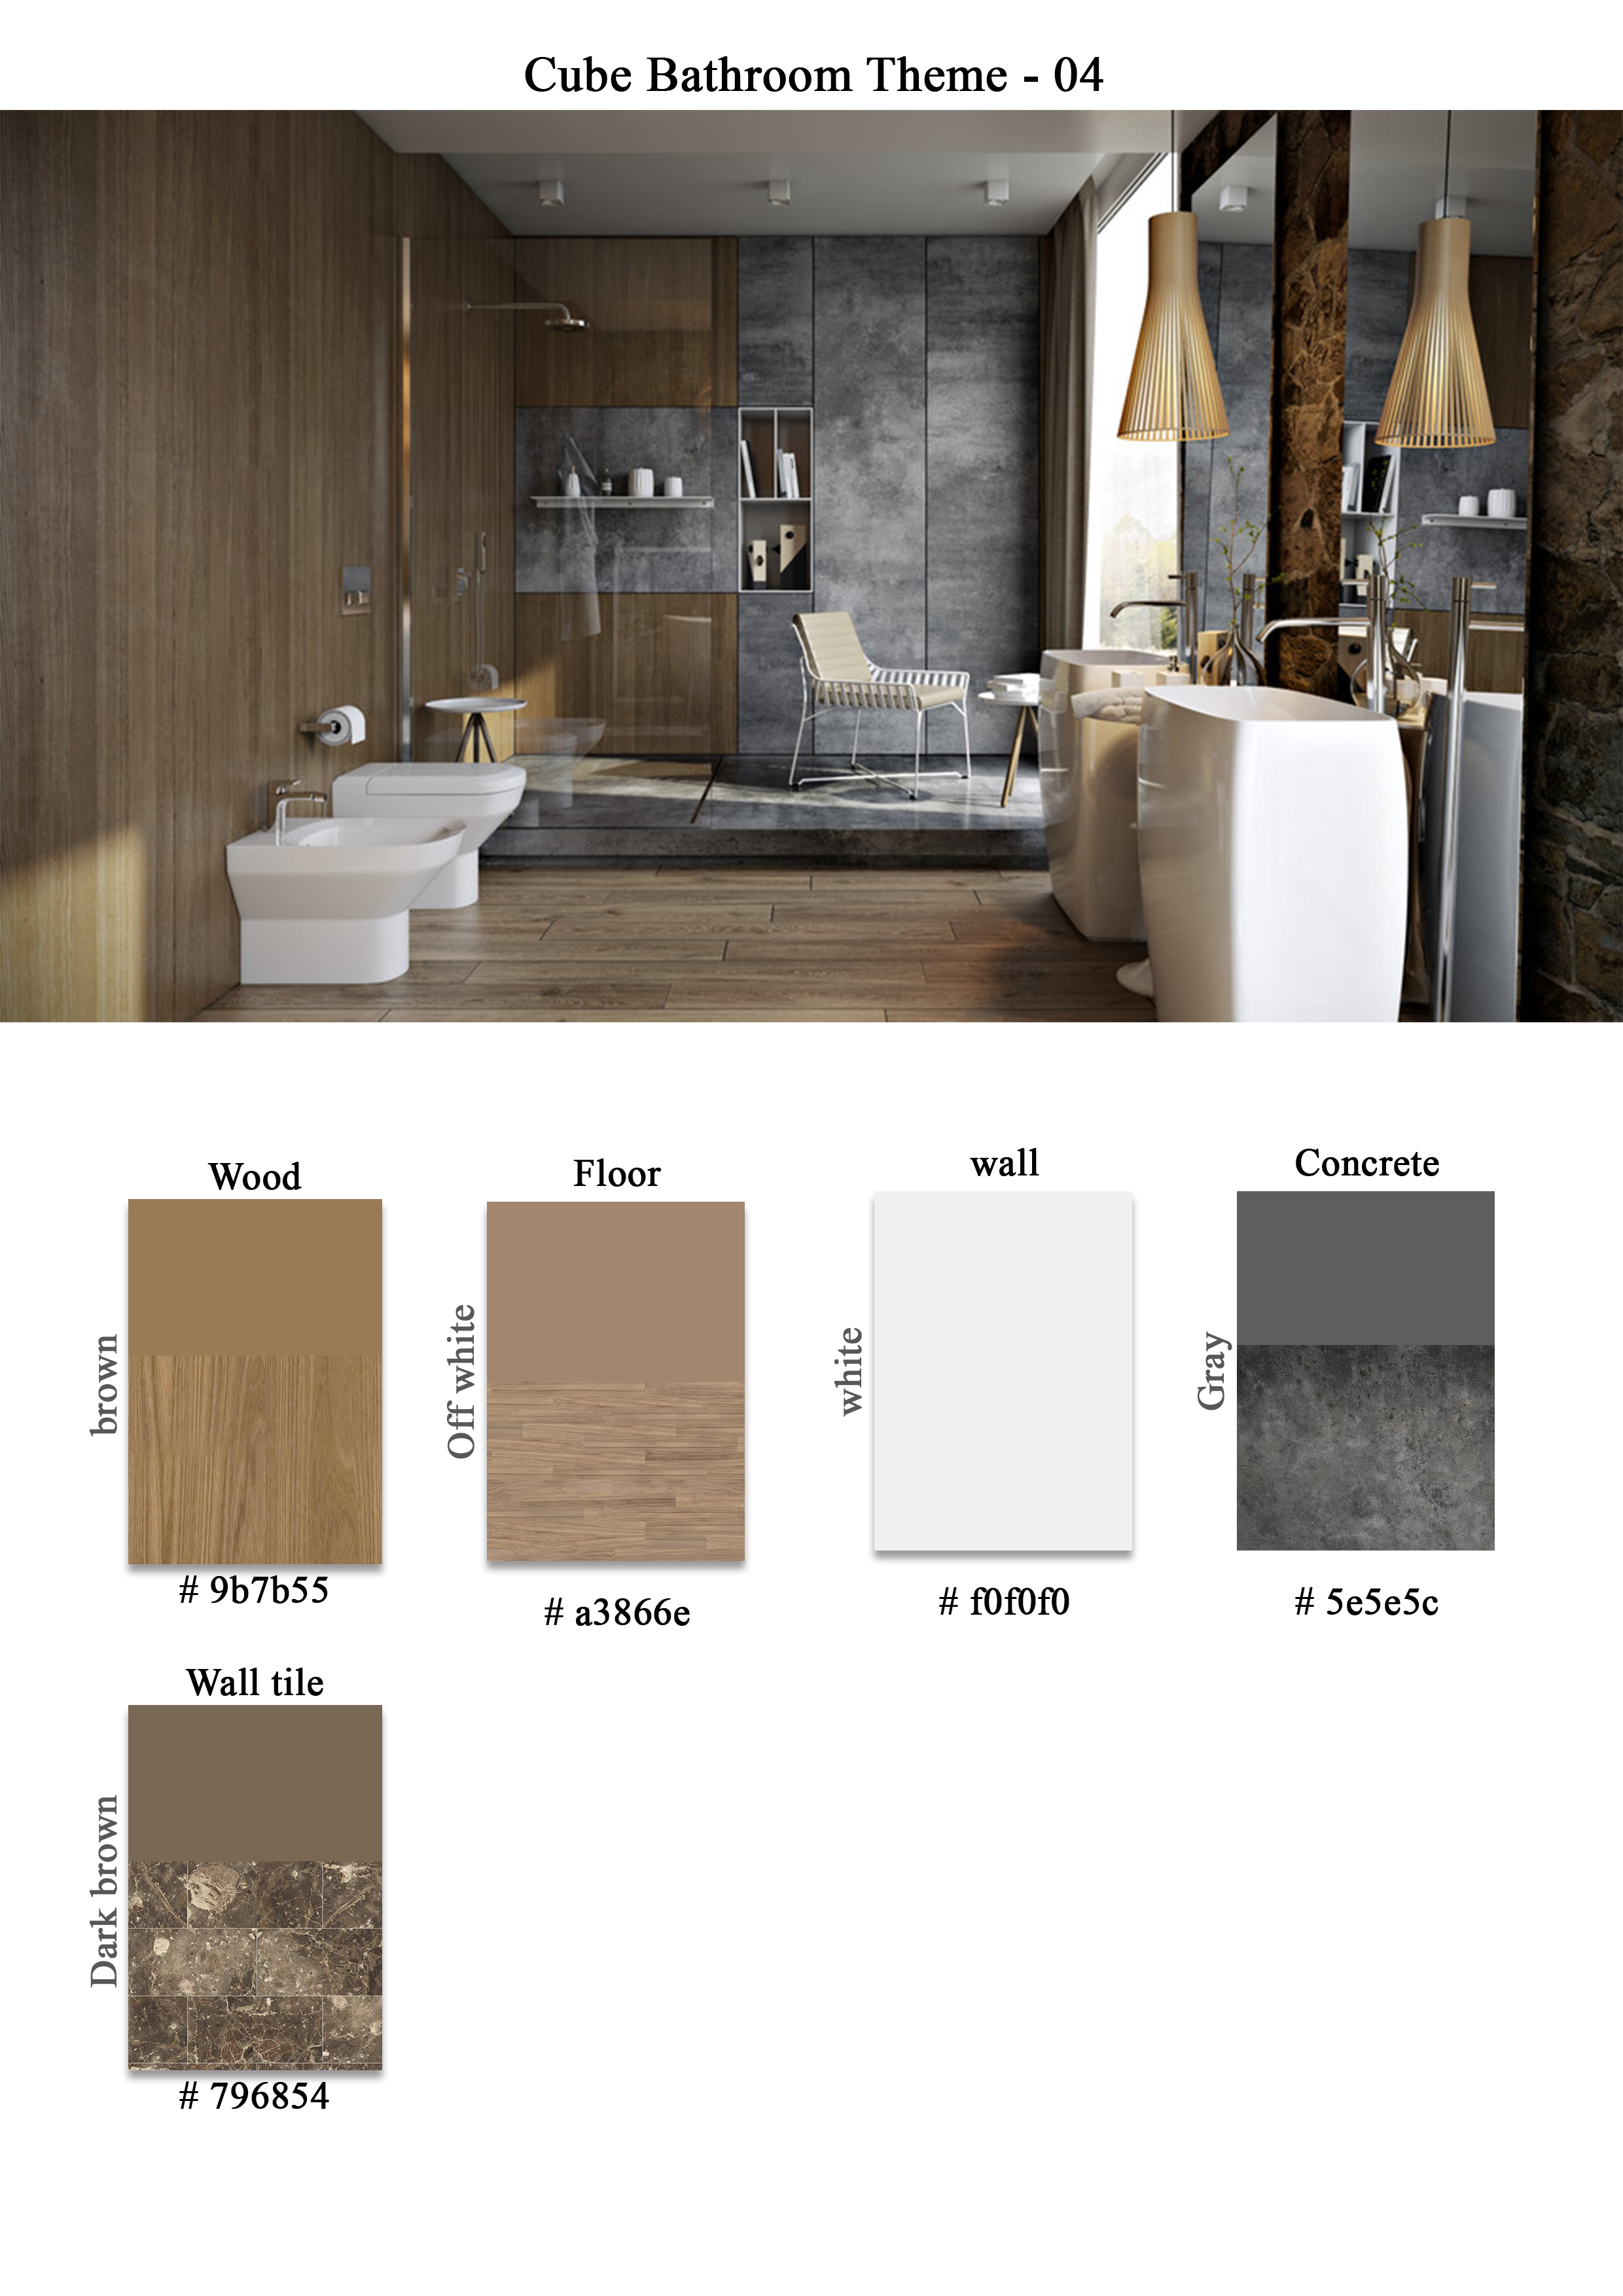 Cube Bathroom Theme - 04
Wood
brown
# 9b7b55
Floor
Off white
# a3866e
wall
white
# f0f0f0
Concrete
Gray
# 5e5e5c
Wall tile
Dark brown
# 796854